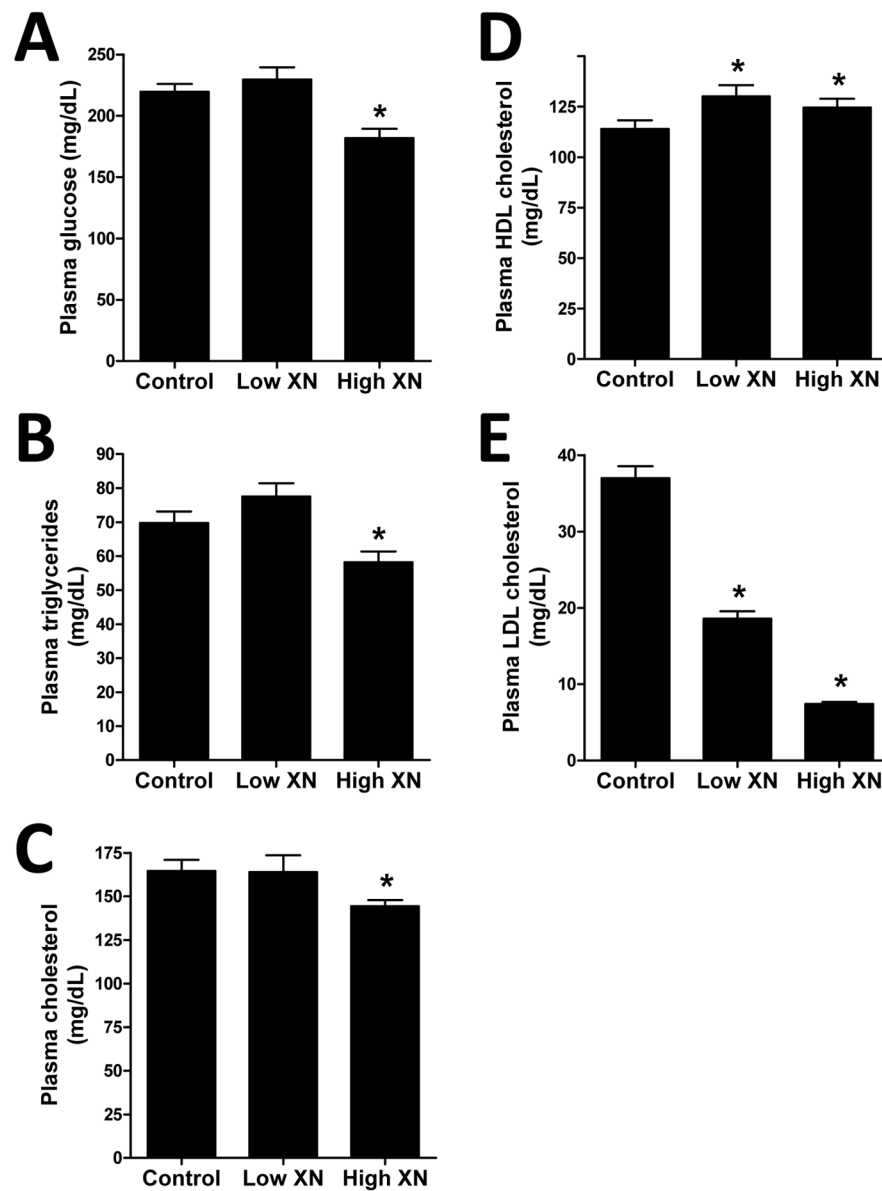 A
Plasma glucose (mg/dL)
250
200
150
100
50
0
*
Control Low XN High XN
B
Plasma triglycerides
(mg/dL)
90
80
70
60
50
40
30
20
10
0
*
Control Low XN High XN
C
Plasma cholesterol
(mg/dL)
175
150
125
100
75
50
25
0
*
Control Low XN High XN
D
Plasma HDL cholesterol
(mg/dL)
125
100
75
50
25
0
* *
Control Low XN High XN
E
Plasma LDL cholesterol
(mg/dL)
40
30
20
10
0
*
*
Control Low XN High XN